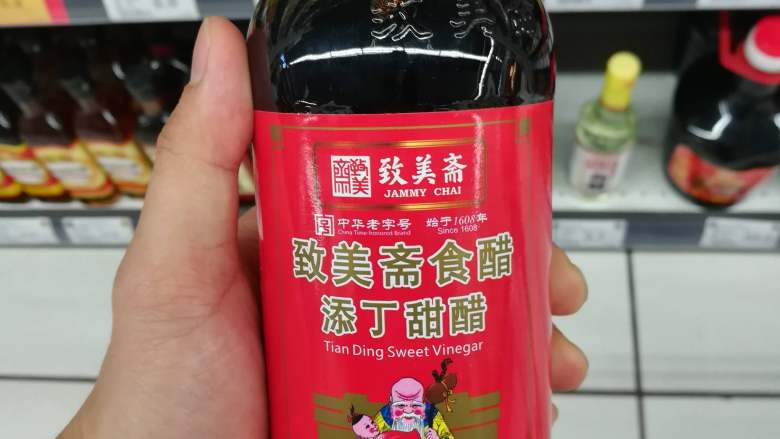 致美
致美斋
致美斋
JAMMY CHAI
中华老字号 始于1608年
China Time-honored Brand Since 1608
致美斋食醋
添丁甜醋
Tian Ding Sweet Vinegar